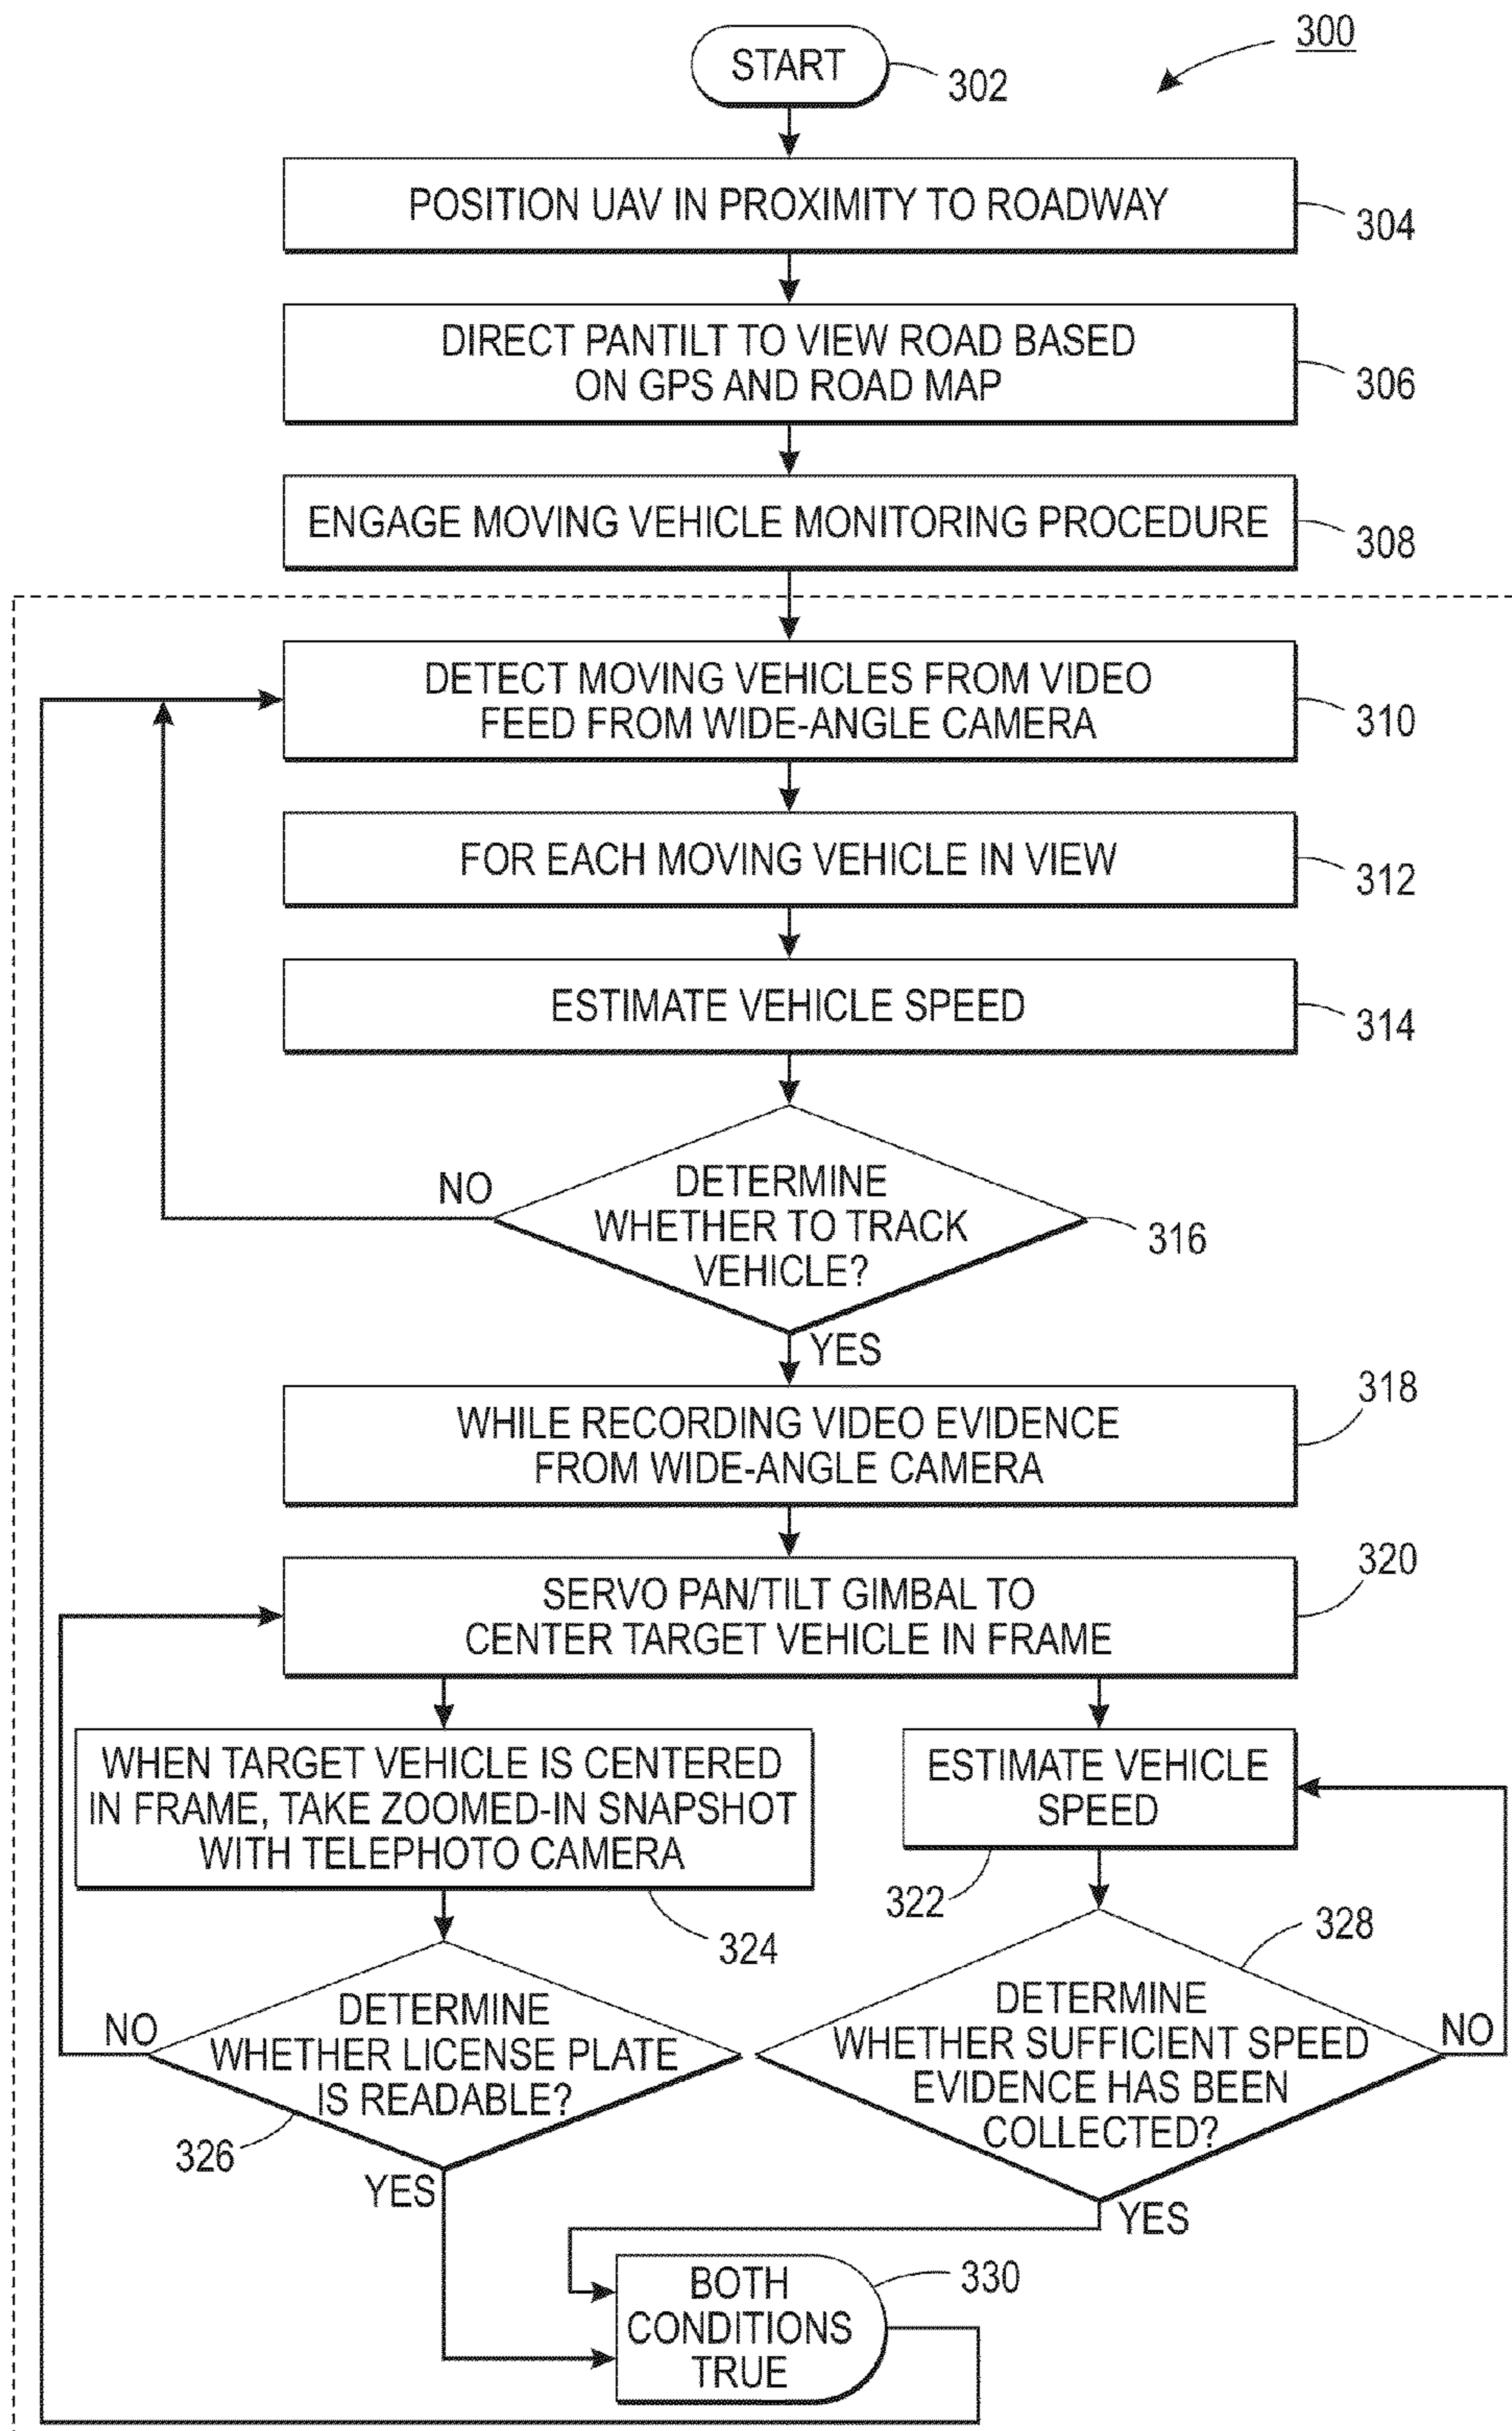 300
START
302
POSITION UAV IN PROXIMITY TO ROADWAY
304
DIRECT PANTILT TO VIEW ROAD BASED
ON GPS AND ROAD MAP
306
ENGAGE MOVING VEHICLE MONITORING PROCEDURE
308
DETECT MOVING VEHICLES FROM VIDEO
FEED FROM WIDE-ANGLE CAMERA
310
FOR EACH MOVING VEHICLE IN VIEW
312
ESTIMATE VEHICLE SPEED
314
NO
DETERMINE
WHETHER TO TRACK
VEHICLE?
316
YES
WHILE RECORDING VIDEO EVIDENCE
FROM WIDE-ANGLE CAMERA
318
SERVO PAN/TILT GIMBAL TO
CENTER TARGET VEHICLE IN FRAME
320
WHEN TARGET VEHICLE IS CENTERED
IN FRAME, TAKE ZOOMED-IN SNAPSHOT
WITH TELEPHOTO CAMERA
324
ESTIMATE VEHICLE
SPEED
322
NO
DETERMINE
WHETHER LICENSE PLATE
IS READABLE?
326
YES
328
DETERMINE
WHETHER SUFFICIENT SPEED
EVIDENCE HAS BEEN
COLLECTED?
NO
YES
BOTH
CONDITIONS
TRUE
330